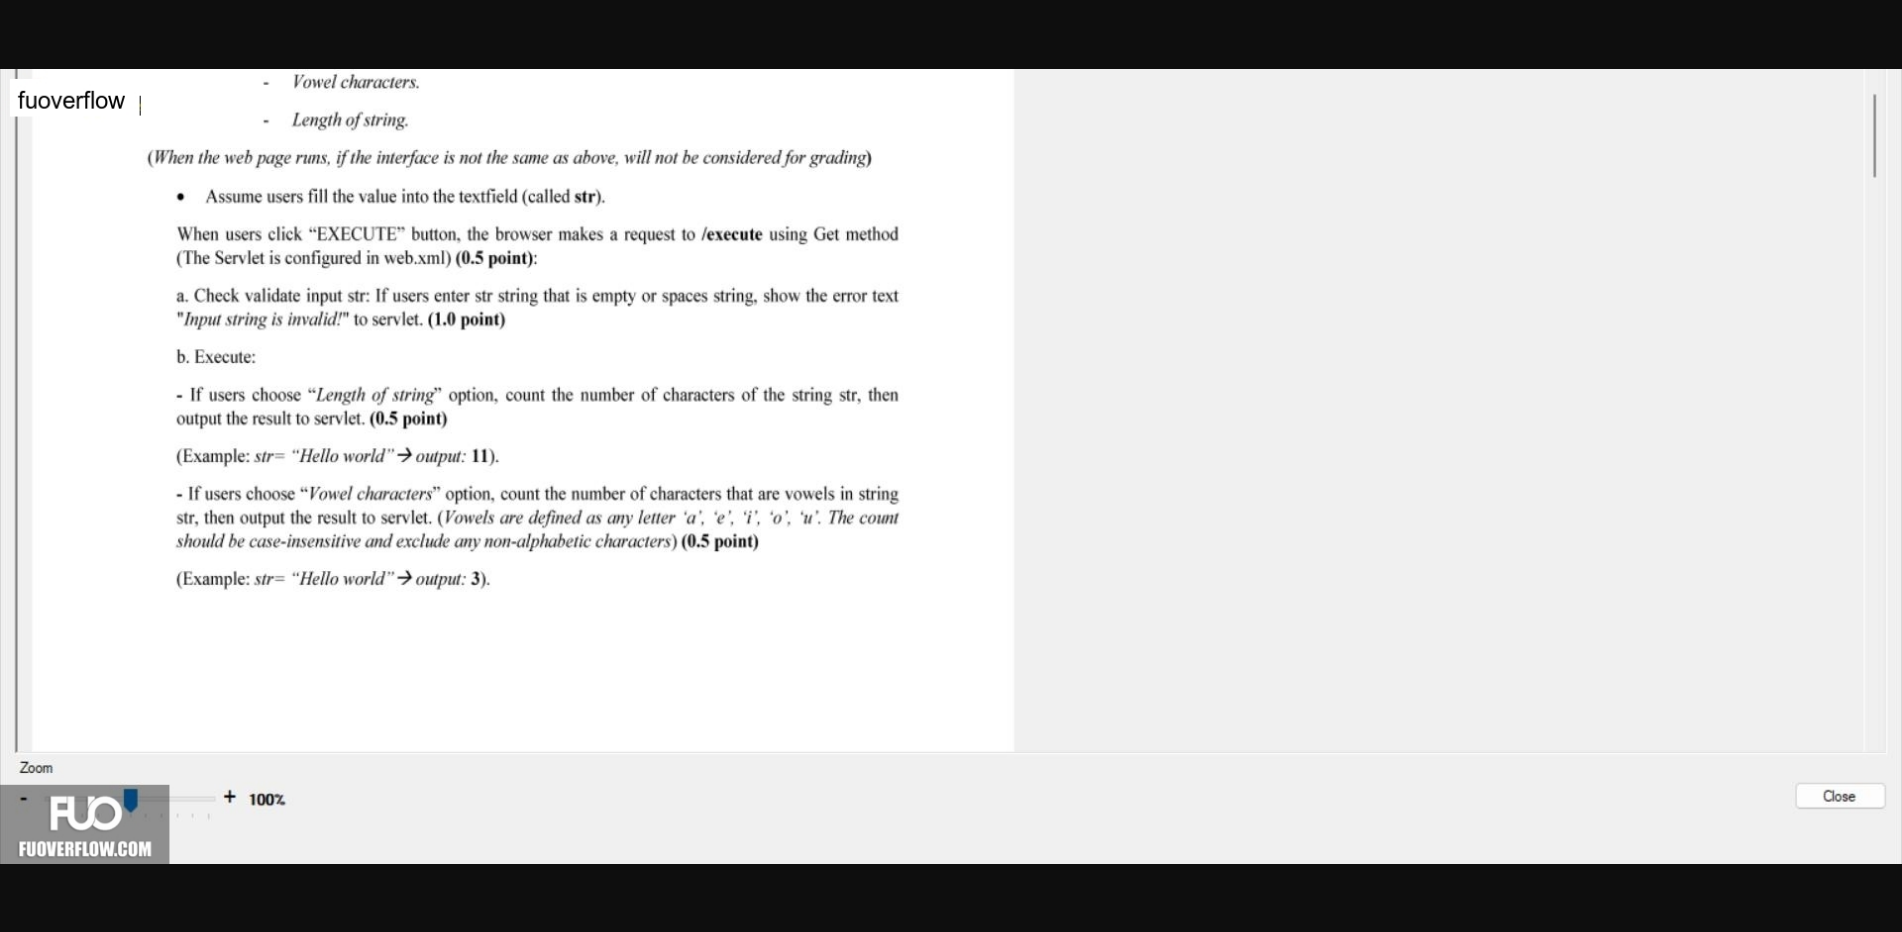 - Vowel characters.
fuoverflow
- Length of string.
(When the web page runs, if the interface is not the same as above, will not be considered for grading)
• Assume users fill the value into the textfield (called str).
When users click “EXECUTE” button, the browser makes a request to /execute using Get method
(The Servlet is configured in web.xml) (0.5 point):
a. Check validate input str: If users enter str string that is empty or spaces string, show the error text
"Input string is invalid!" to servlet. (1.0 point)
b. Execute:
- If users choose “Length of string” option, count the number of characters of the string str, then
output the result to servlet. (0.5 point)
(Example: str= “Hello world”→ output: 11).
- If users choose “Vowel characters” option, count the number of characters that are vowels in string
str, then output the result to servlet. (Vowels are defined as any letter ‘a’, ‘e’, ‘i’, ‘o’, ‘u’. The count
should be case-insensitive and exclude any non-alphabetic characters) (0.5 point)
(Example: str= “Hello world”→ output: 3).
Zoom
- + 100%
Close
FUO
FUOVERFLOW.COM